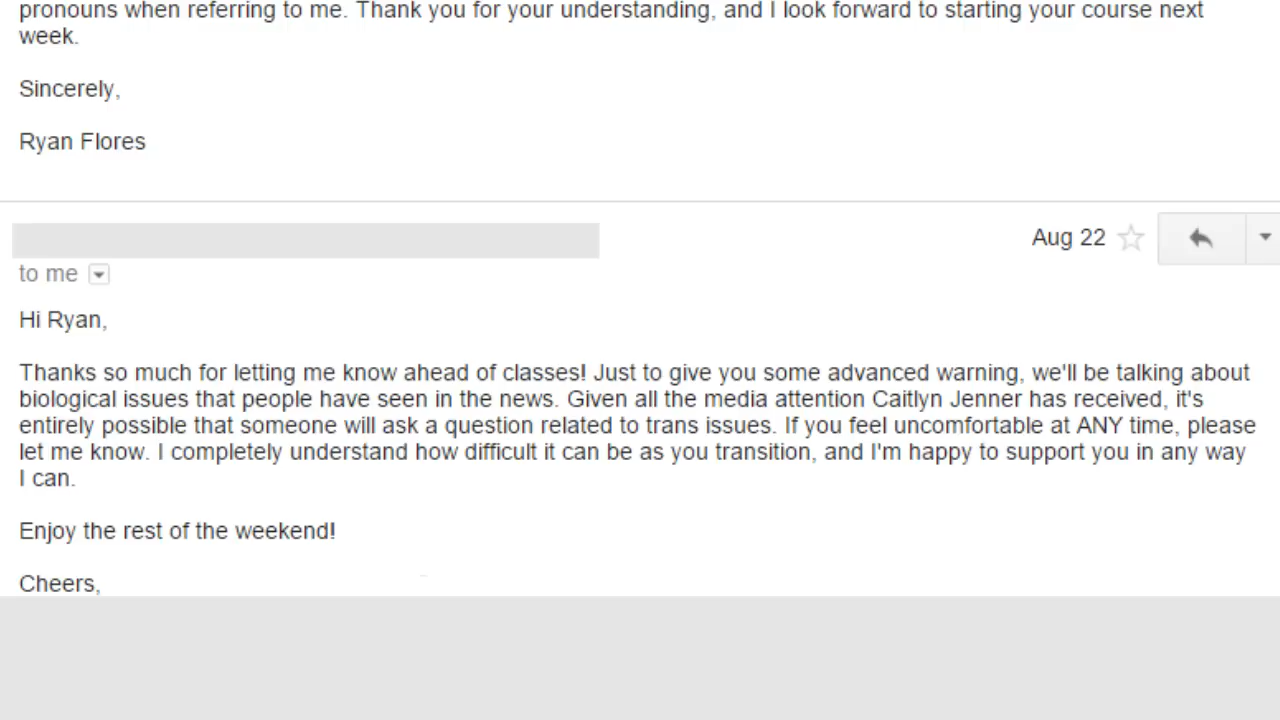 pronouns when referring to me. Thank you for your understanding, and I look forward to starting your course next
week.
Sincerely,
Ryan Flores
Aug 22
to me
Hi Ryan,
Thanks so much for letting me know ahead of classes! Just to give you some advanced warning, we'll be talking about
biological issues that people have seen in the news. Given all the media attention Caitlyn Jenner has received, it's
entirely possible that someone will ask a question related to trans issues. If you feel uncomfortable at ANY time, please
let me know. I completely understand how difficult it can be as you transition, and I'm happy to support you in any way
I can.
Enjoy the rest of the weekend!
Cheers,